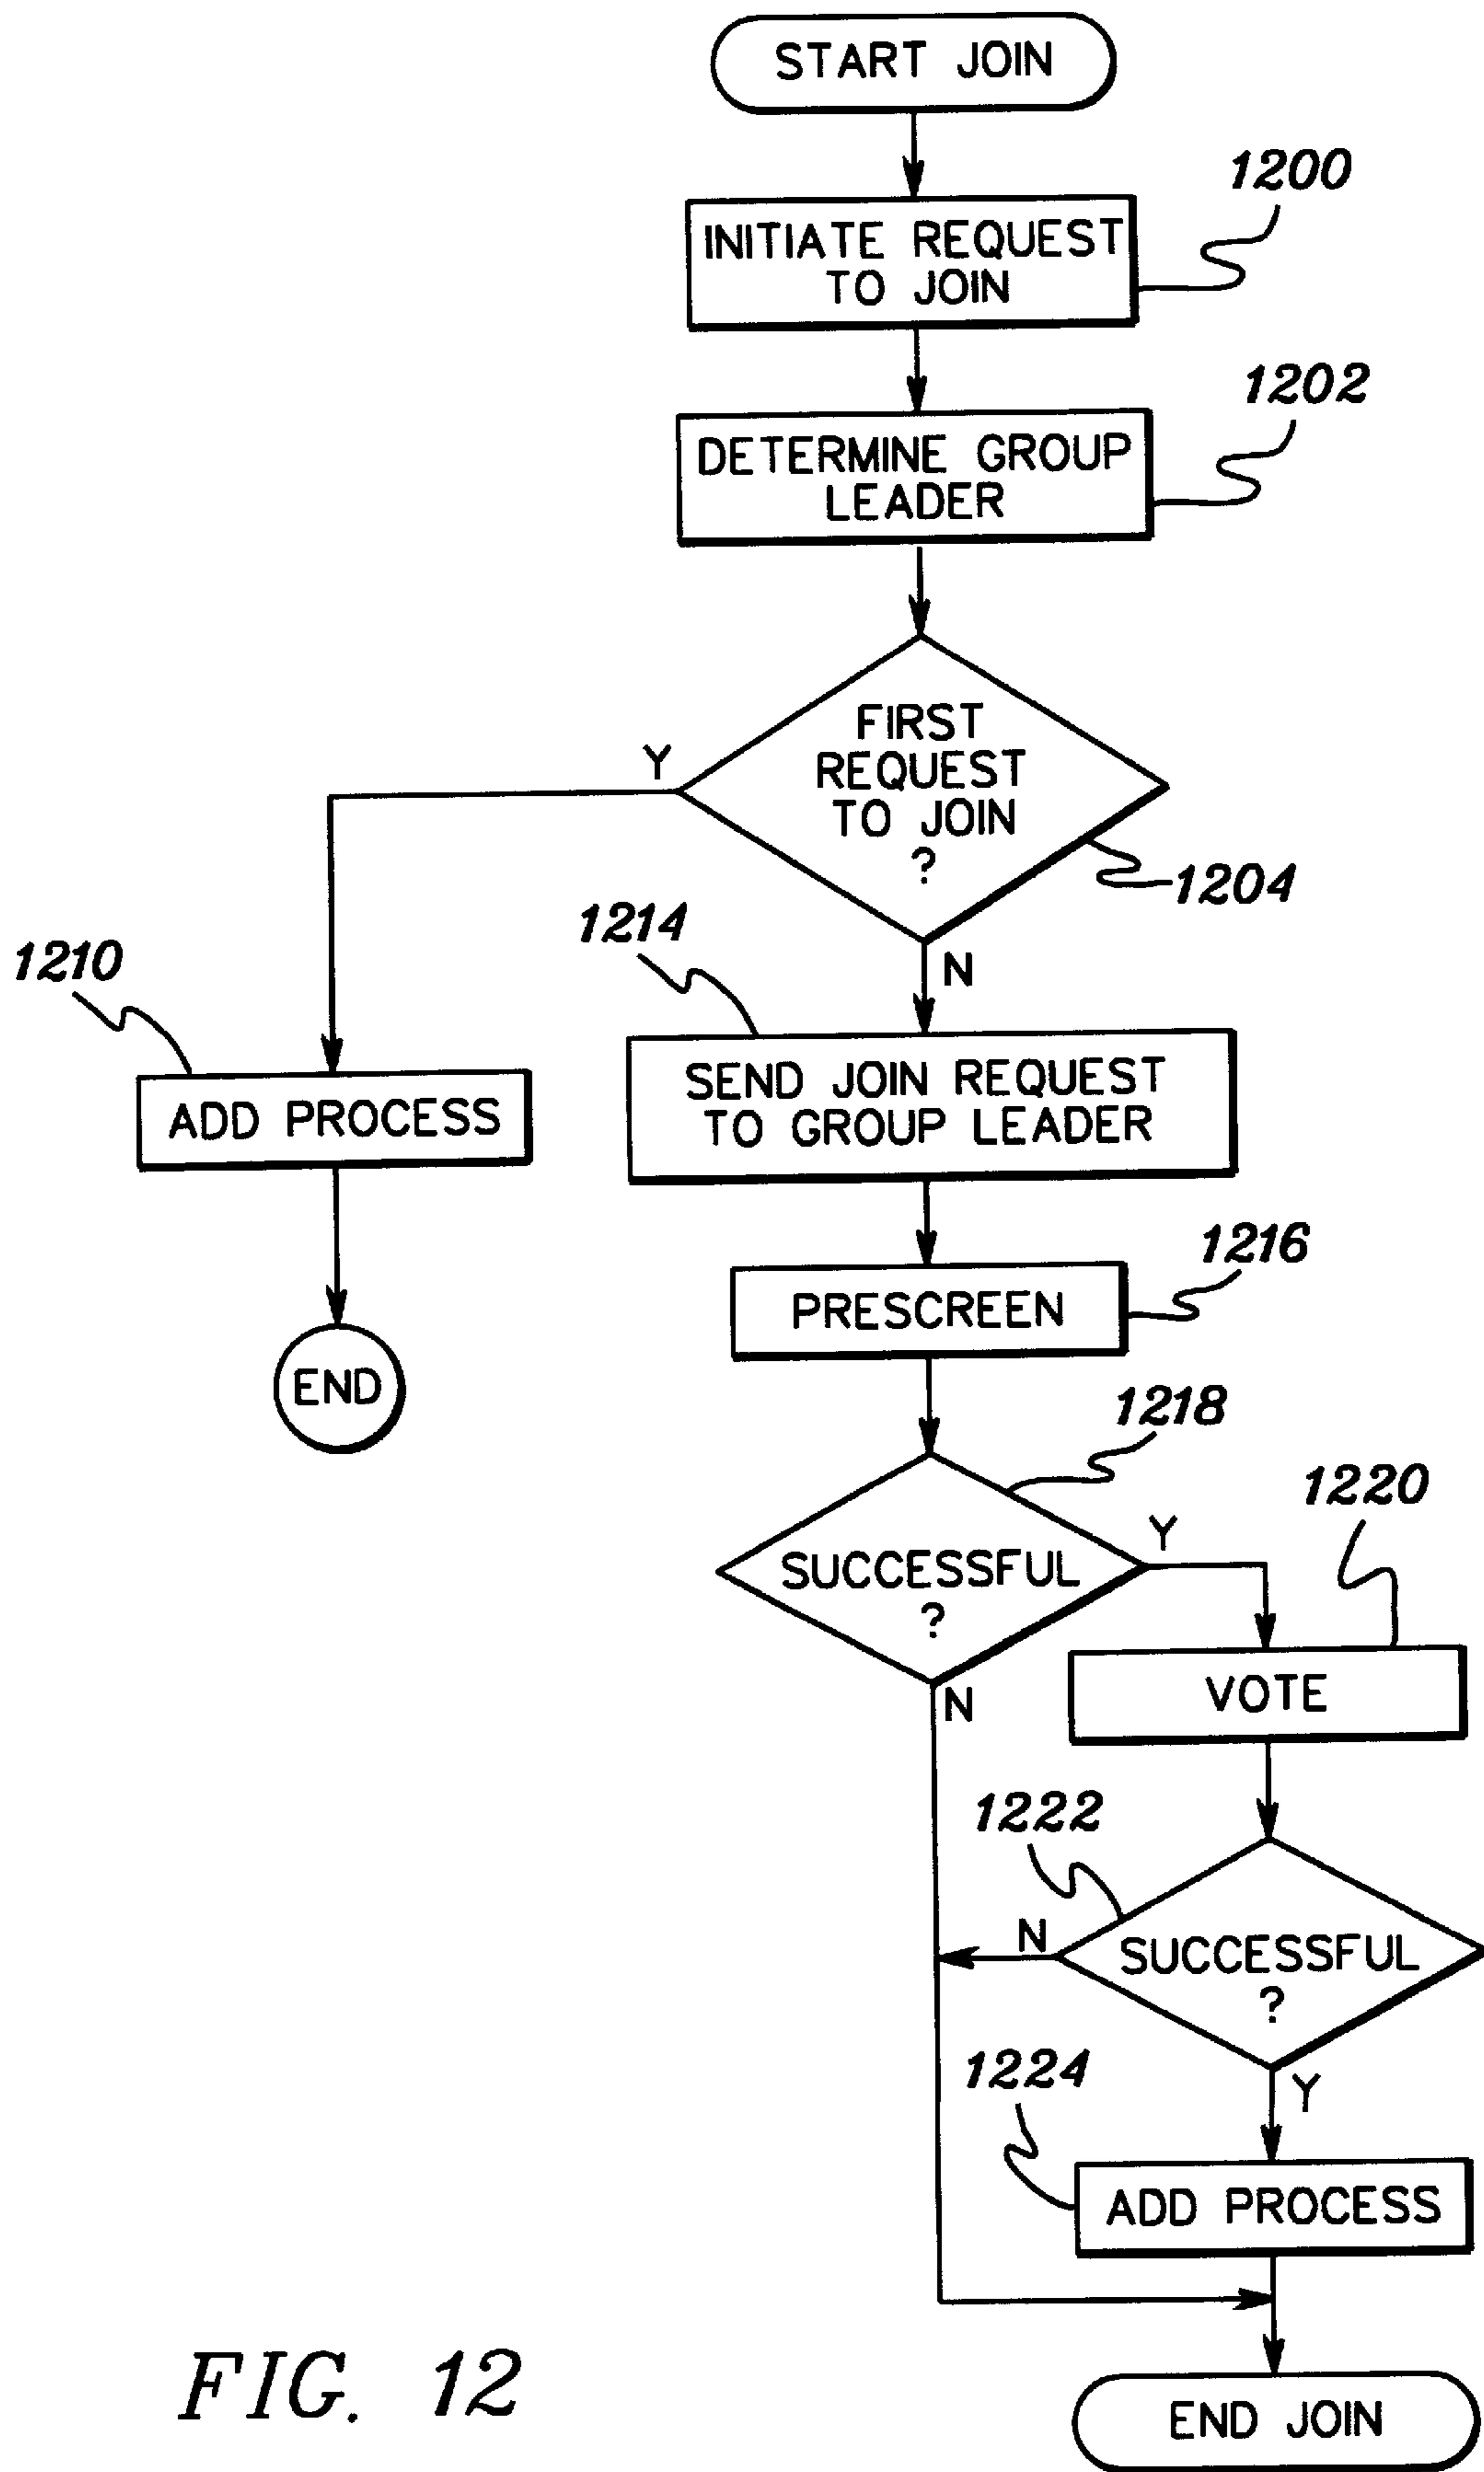 START JOIN
1200
INITIATE REQUEST
TO JOIN
1202
DETERMINE GROUP
LEADER
FIRST
REQUEST
TO JOIN
?
Y
1204
N
1210
1214
ADD PROCESS
SEND JOIN REQUEST
TO GROUP LEADER
1216
PRESCREEN
END
1218
SUCCESSFUL
?
Y
N
1220
VOTE
1222
SUCCESSFUL
?
N
Y
1224
ADD PROCESS
END JOIN
FIG. 12